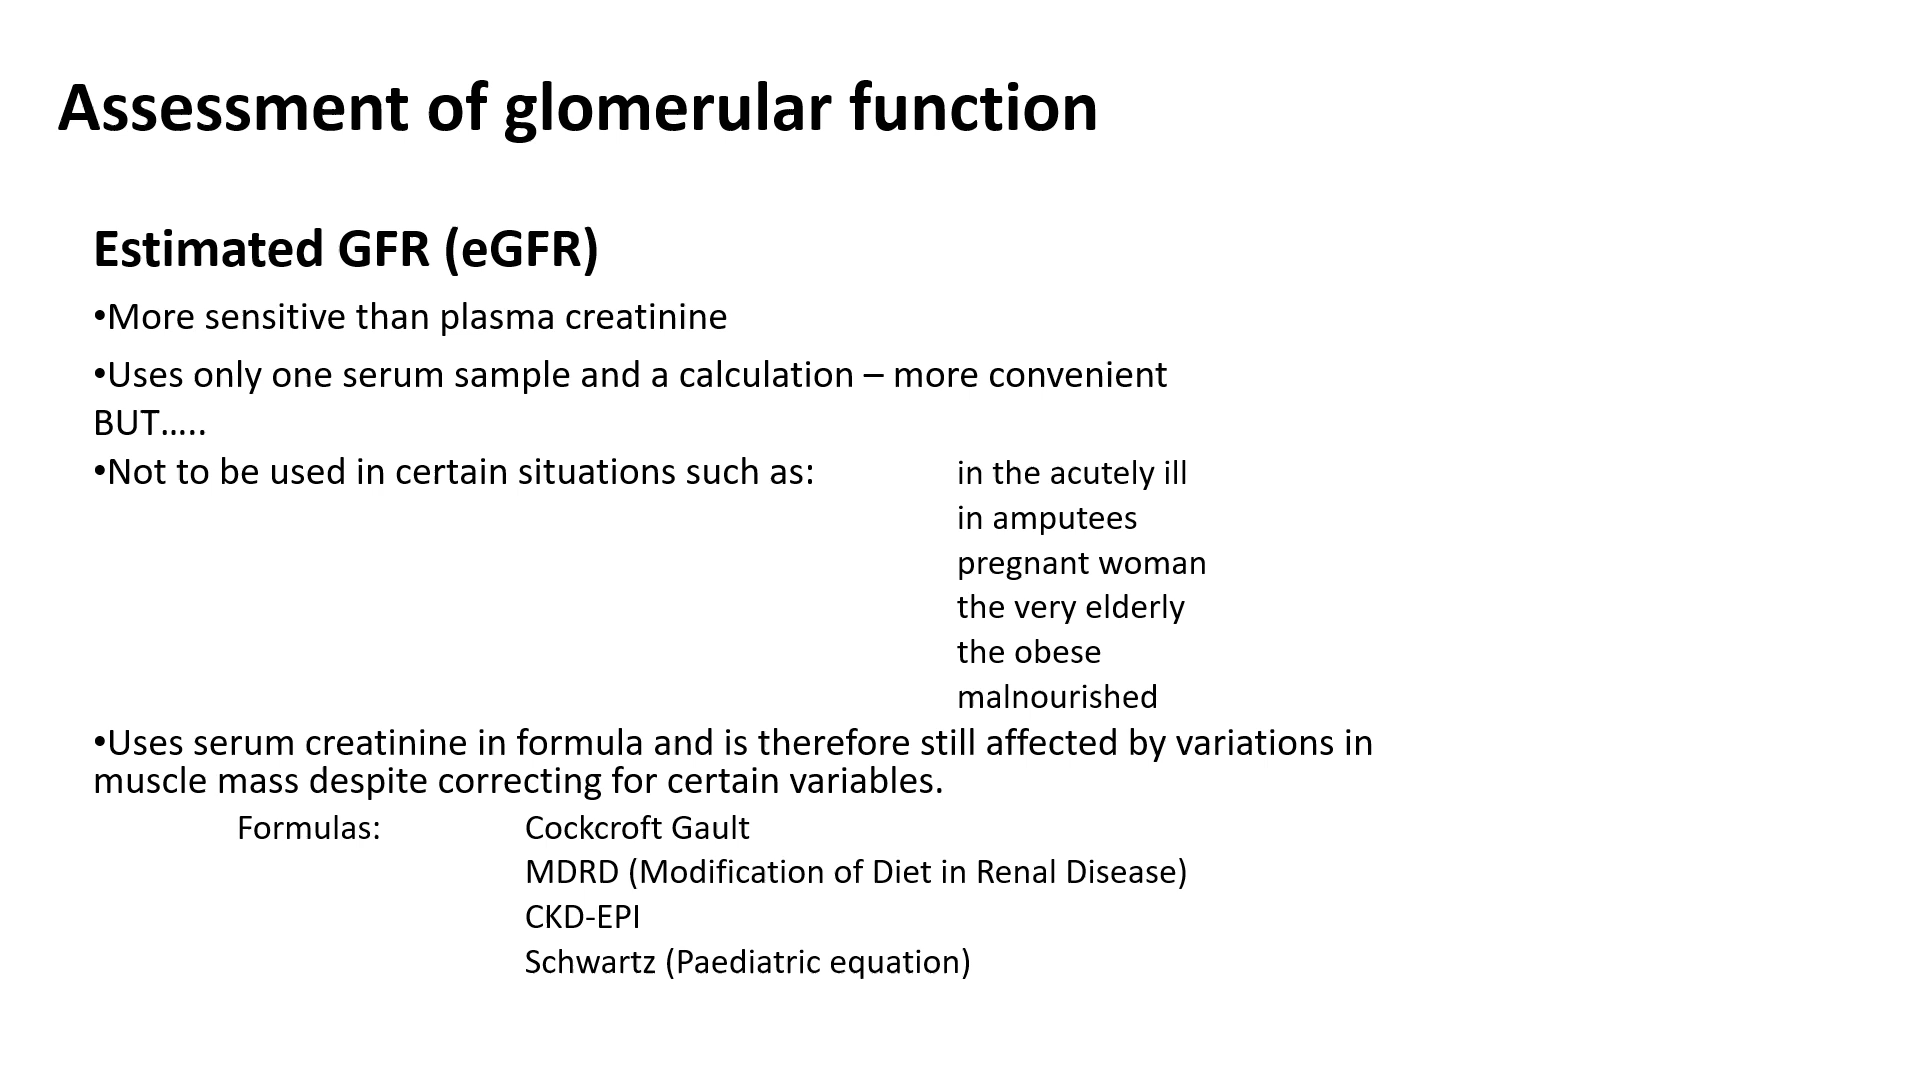 Assessment of glomerular function
Estimated GFR (eGFR)
•More sensitive than plasma creatinine
•Uses only one serum sample and a calculation – more convenient
BUT…..
•Not to be used in certain situations such as: in the acutely ill
in amputees
pregnant woman
the very elderly
the obese
malnourished
•Uses serum creatinine in formula and is therefore still affected by variations in
muscle mass despite correcting for certain variables.
Formulas: Cockcroft Gault
MDRD (Modification of Diet in Renal Disease)
CKD-EPI
Schwartz (Paediatric equation)